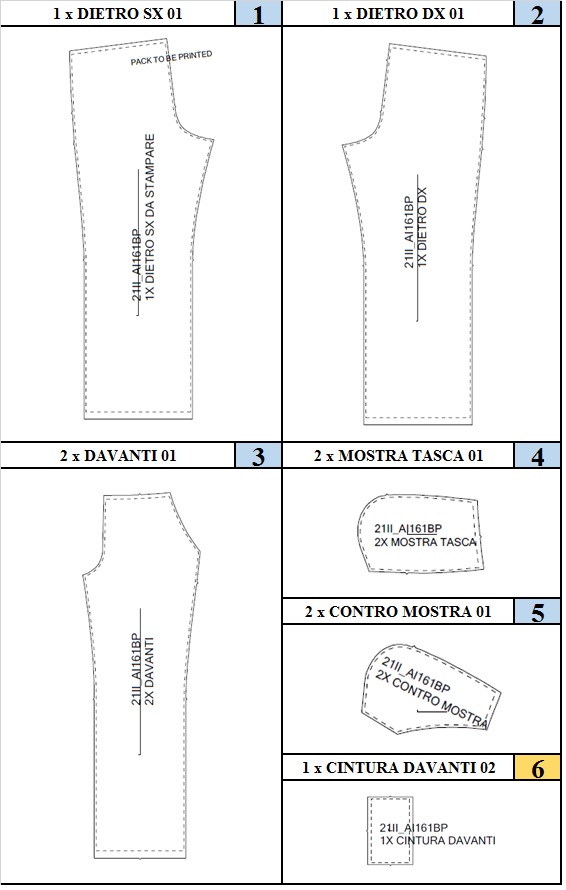 1 x DIETRO SX 01
1
PACK TO BE PRINTED
21II_AI161BP
1X DIETRO SX DA STAMPARE
1 x DIETRO DX 01
2
21II_AI161BP
1X DIETRO DX
2 x DAVANTI 01
3
21II_AI161BP
2X DAVANTI
2 x MOSTRA TASCA 01
4
21II_AI161BP
2X MOSTRA TASCA
2 x CONTRO MOSTRA 01
5
21II_AI161BP
2X CONTRO MOSTRA
1 x CINTURA DAVANTI 02
6
21II_AI161BP
1X CINTURA DAVANTI